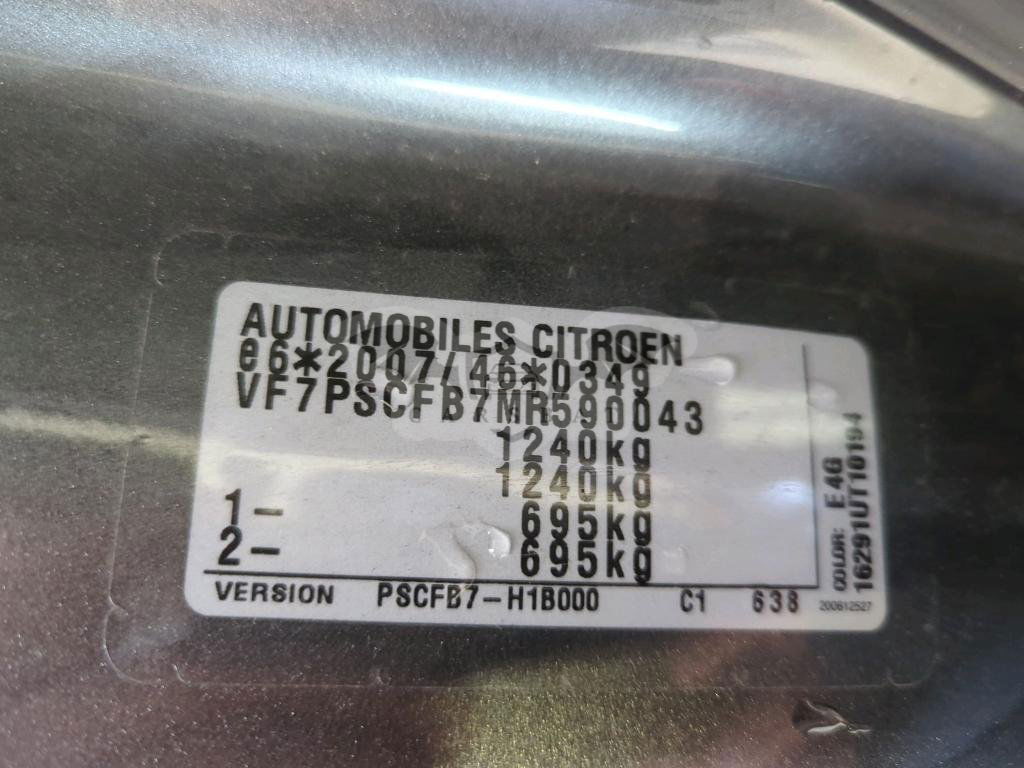 AUTOMOBILES CITROEN
e6*2007/46*0349
VF7PSCFB7MR590043
1240kg
1240kg
1- 695kg
2- 695kg
VERSION PSCFB7-H1B000 C1 638
COLOR: E4G
16291UT10194
200612527